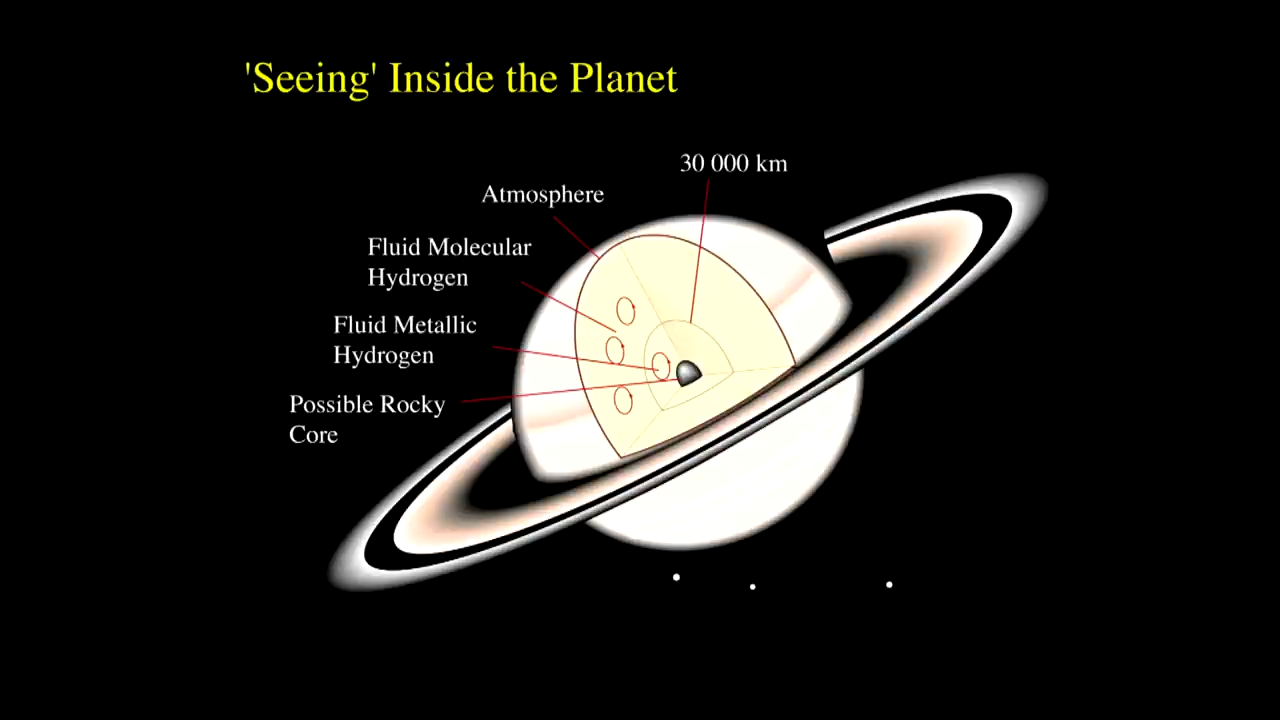 'Seeing' Inside the Planet
30 000 km
Atmosphere
Fluid Molecular
Hydrogen
Fluid Metallic
Hydrogen
Possible Rocky
Core